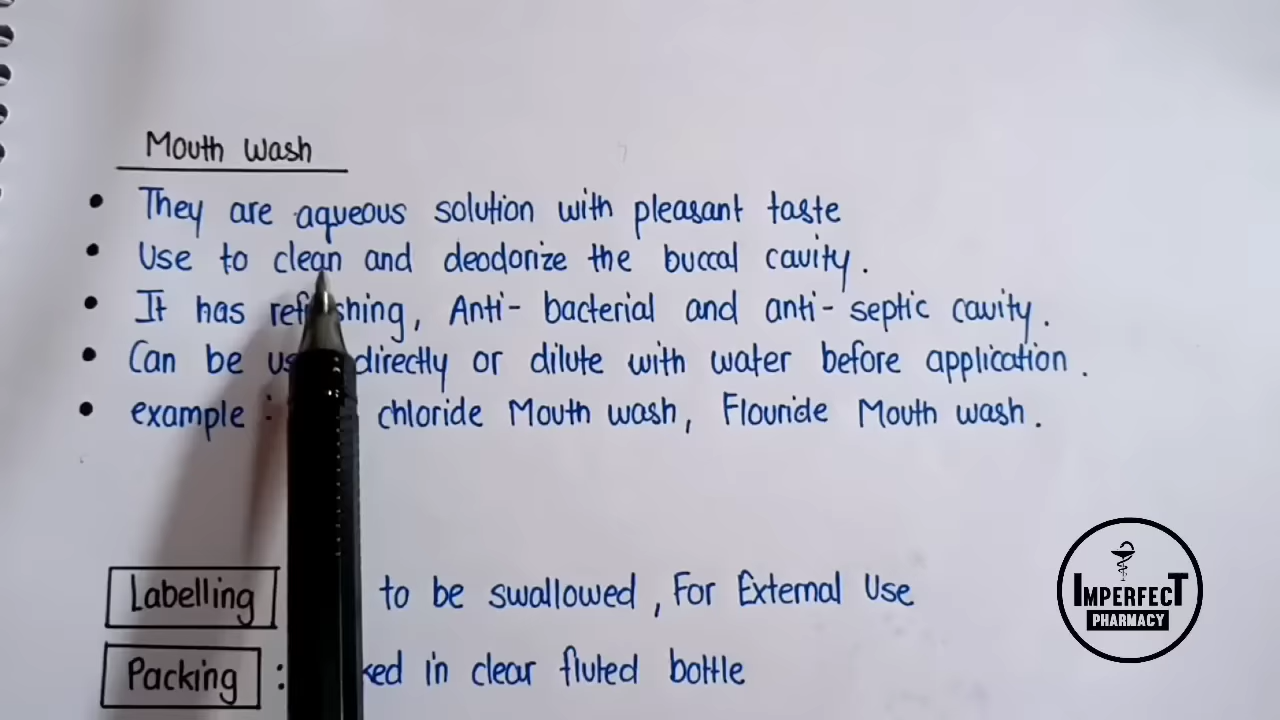 Mouth wash
• They are aqueous solution with pleasant taste
• Use to clean and deodorize the buccal cavity.
• It has refreshing, Anti-bacterial and anti-septic cavity.
• Can be used directly or dilute with water before application.
• example : chloride Mouth wash, Flouride Mouth wash.
Labelling to be swallowed, For External Use
Packing : in clear fluted bottle
IMPERFECT
PHARMACY